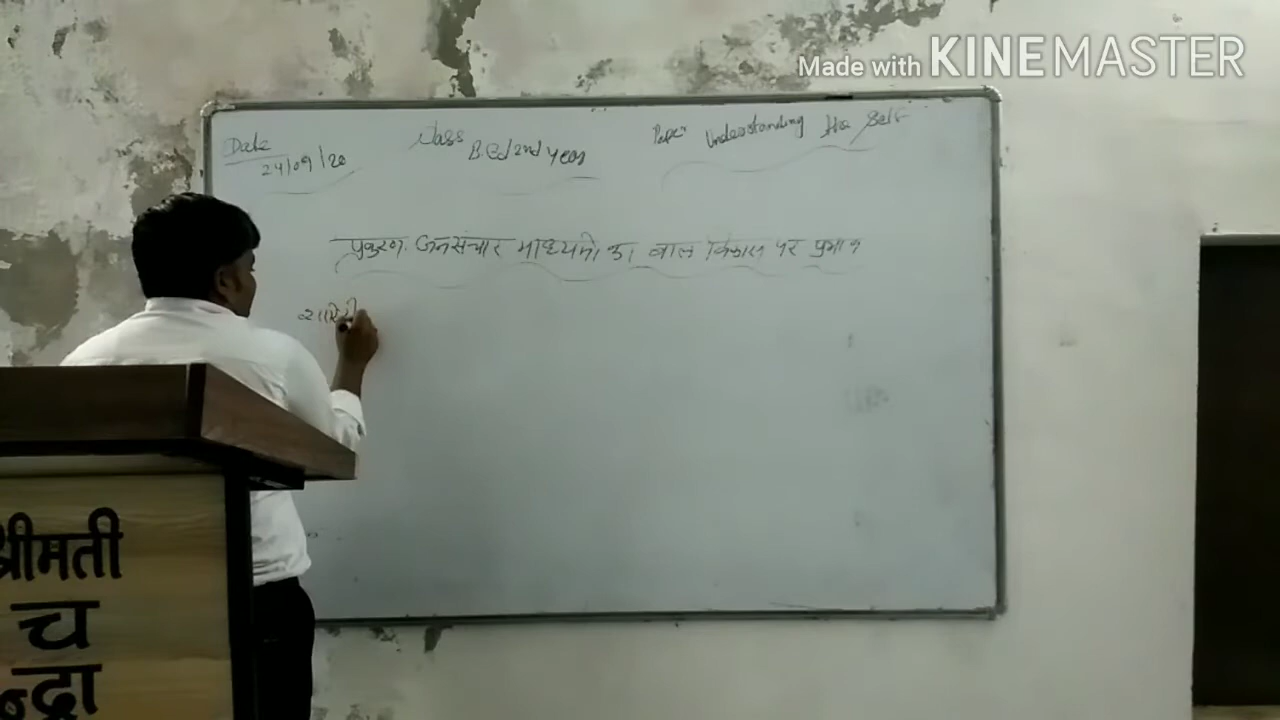 Made with KINEMASTER
Date Class Paper Understanding the Self
24/09/20 B.Ed 2nd year
प्रकरण जनसंचार माध्यमो का बाल विकास पर प्रभाव
श्रीमती
च
न्द्रा